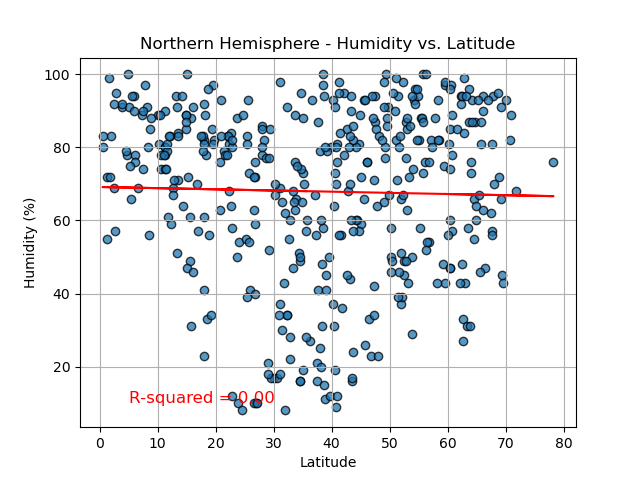 Northern Hemisphere - Humidity vs. Latitude
Humidity (%)
100
80
60
40
20
R-squared = 0.00
0 10 20 30 40 50 60 70 80
Latitude